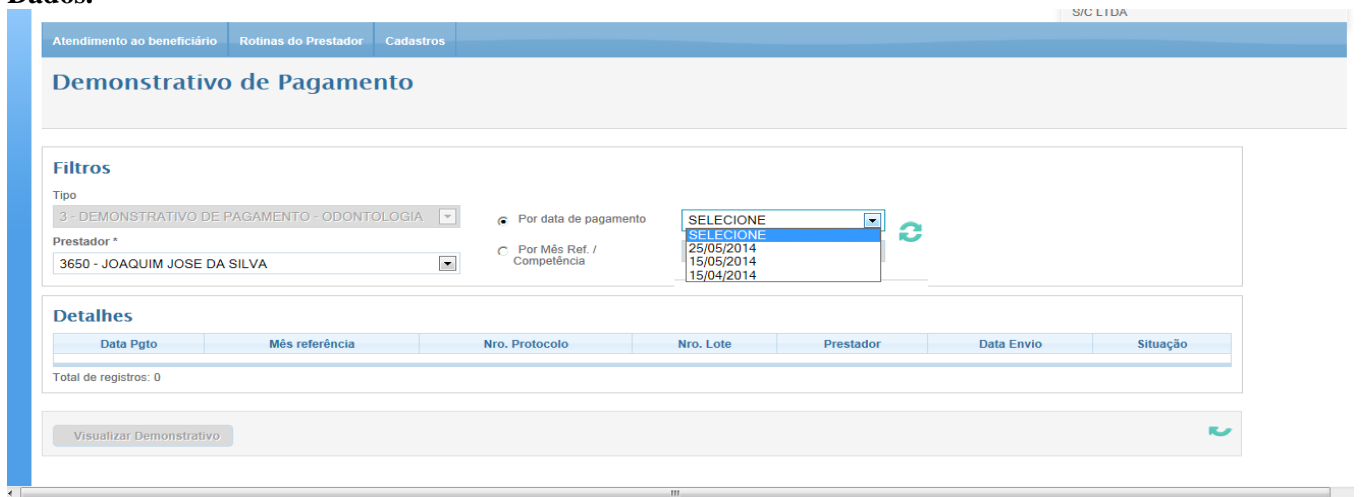 Dados:
S/C LTDA
Atendimento ao beneficiário Rotinas do Prestador Cadastros
Demonstrativo de Pagamento
Filtros
Tipo
3 - DEMONSTRATIVO DE PAGAMENTO - ODONTOLOGIA
Prestador *
3650 - JOAQUIM JOSE DA SILVA
Por data de pagamento
Por Mês Ref. /
Competência
SELECIONE
SELECIONE
25/05/2014
15/05/2014
15/04/2014
Detalhes
Data Pgto Mês referência Nro. Protocolo Nro. Lote Prestador Data Envio Situação
Total de registros: 0
Visualizar Demonstrativo